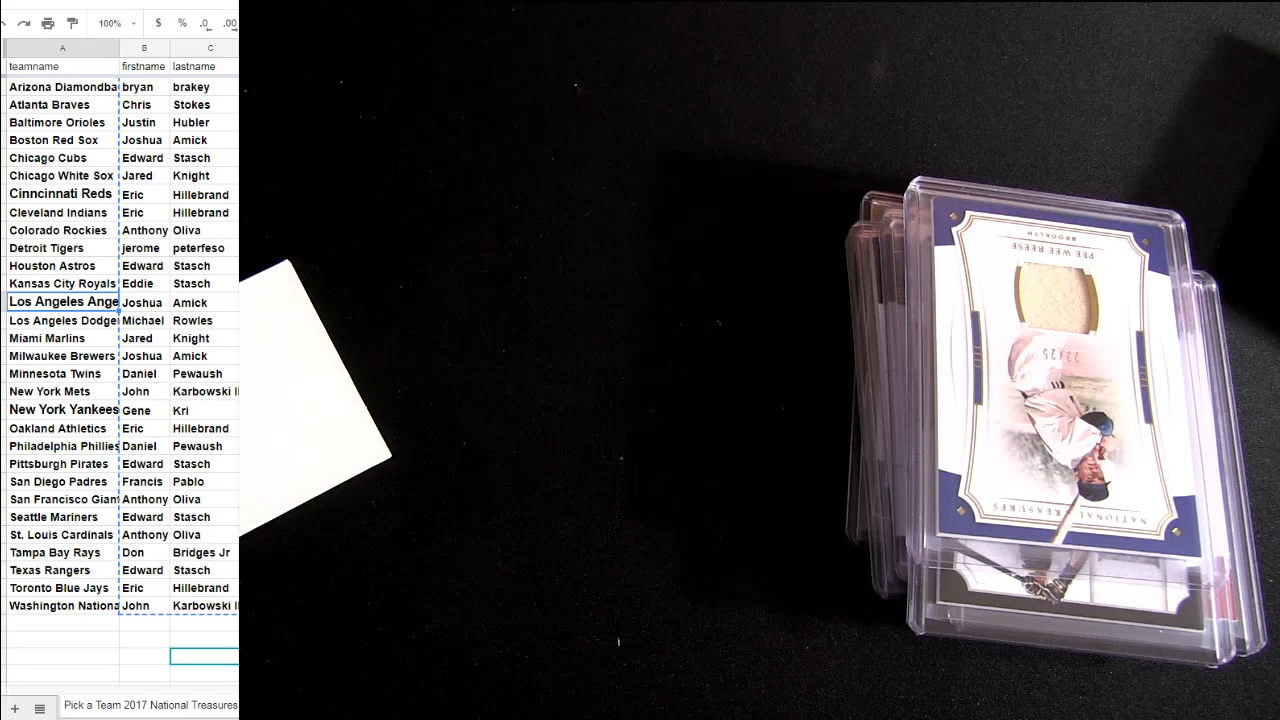 100% $ % .0 .00
A B C
teamname firstname lastname
Arizona Diamondba bryan brakey
Atlanta Braves Chris Stokes
Baltimore Orioles Justin Hubler
Boston Red Sox Joshua Amick
Chicago Cubs Edward Stasch
Chicago White Sox Jared Knight
Cinncinnati Reds Eric Hillebrand
Cleveland Indians Eric Hillebrand
Colorado Rockies Anthony Oliva
Detroit Tigers jerome peterfeso
Houston Astros Edward Stasch
Kansas City Royals Eddie Stasch
Los Angeles Ange Joshua Amick
Los Angeles Dodge Michael Rowles
Miami Marlins Jared Knight
Milwaukee Brewers Joshua Amick
Minnesota Twins Daniel Pewaush
New York Mets John Karbowski II
New York Yankees Gene Kri
Oakland Athletics Eric Hillebrand
Philadelphia Phillies Daniel Pewaush
Pittsburgh Pirates Edward Stasch
San Diego Padres Francis Pablo
San Francisco Giant Anthony Oliva
Seattle Mariners Edward Stasch
St. Louis Cardinals Anthony Oliva
Tampa Bay Rays Don Bridges Jr
Texas Rangers Edward Stasch
Toronto Blue Jays Eric Hillebrand
Washington Nationa John Karbowski II
Pick a Team 2017 National Treasures
BROOKLYN
PEE WEE REESE
23/25
NATIONAL TREASURES